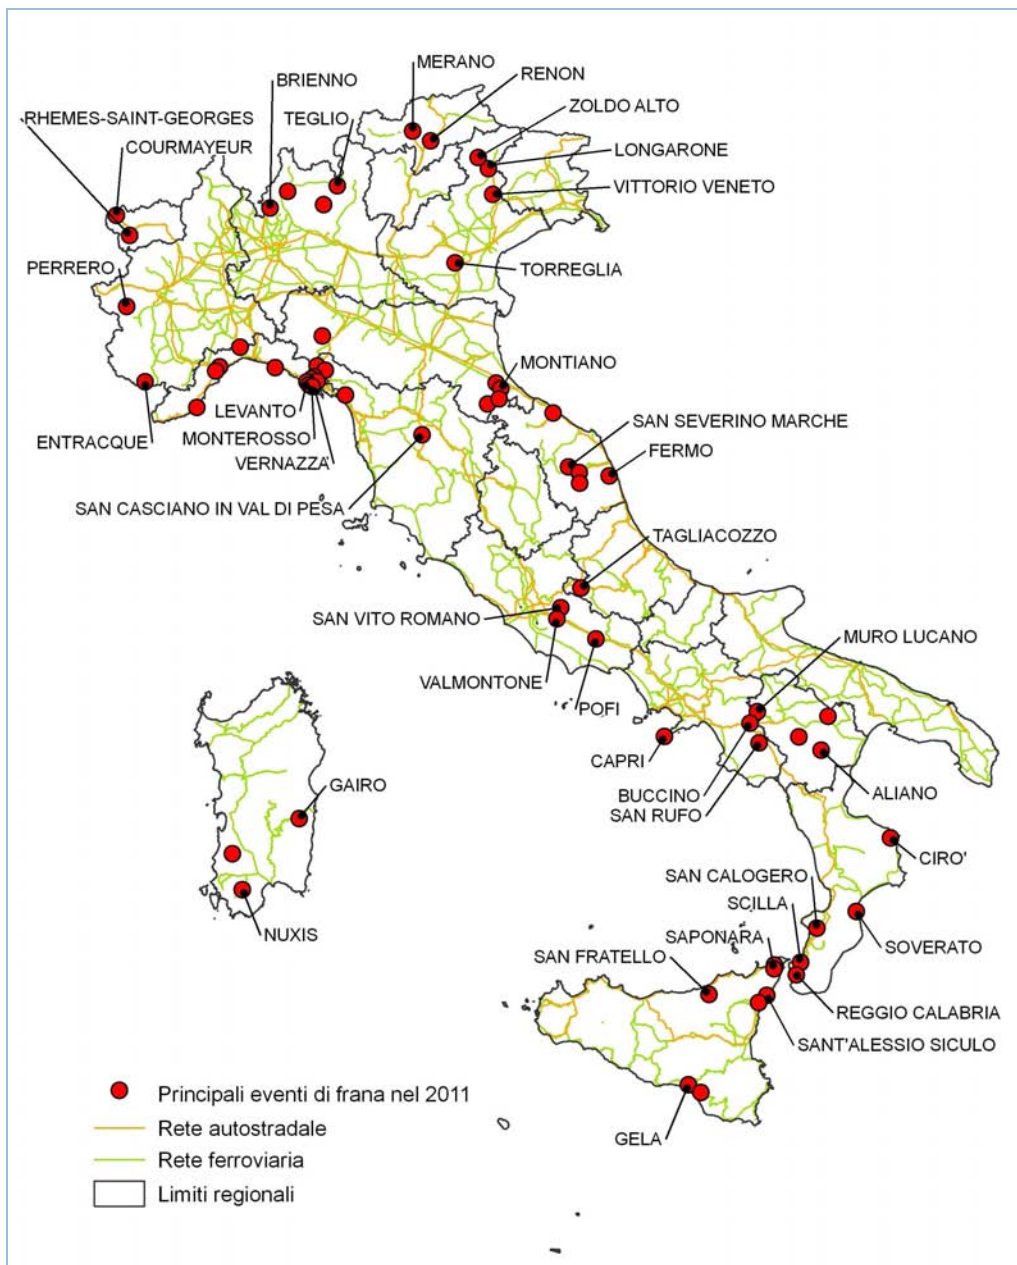 MERANO
RENON
BRIENNO
ZOLDO ALTO
RHEMES-SAINT-GEORGES
TEGLIO
COURMAYEUR
LONGARONE
VITTORIO VENETO
PERRERO
TORREGLIA
MONTIANO
LEVANTO
SAN SEVERINO MARCHE
ENTRACQUE
MONTEROSSO
FERMO
VERNAZZA
SAN CASCIANO IN VAL DI PESA
TAGLIACOZZO
SAN VITO ROMANO
MURO LUCANO
VALMONTONE
POFI
CAPRI
GAIRO
BUCCINO
ALIANO
SAN RUFO
CIRO'
SAN CALOGERO
SCILLA
NUXIS
SAPONARA
SOVERATO
SAN FRATELLO
REGGIO CALABRIA
SANT'ALESSIO SICULO
Principali eventi di frana nel 2011
Rete autostradale
GELA
Rete ferroviaria
Limiti regionali